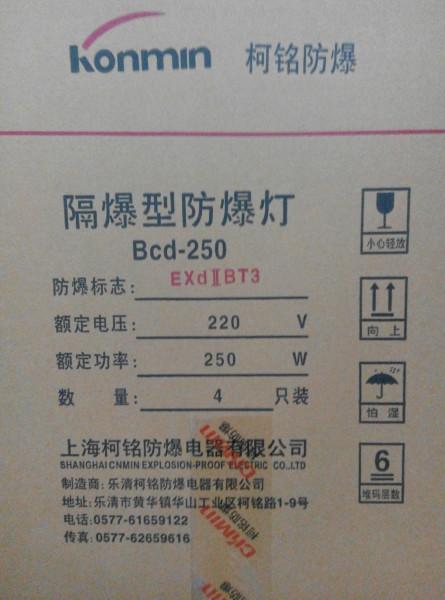 Konmin 柯铭防爆
隔爆型防爆灯
Bcd-250
防爆标志: EXdⅡBT3
额定电压: 220 V
额定功率: 250 W
数 量: 4 只装
小心轻放
向上
怕湿
6
堆码层数
上海柯铭防爆电器有限公司
SHANGHAICNMIN EXPLOSION-PROOF ELECTRIC CO.,LTD
制造商: 乐清柯铭防爆电器有限公司
地址: 乐清市黄华镇华山工业区柯铭路1-9号
电话: 0577-61659122
传真: 0577-62659616
柯铭防爆
CNMIN